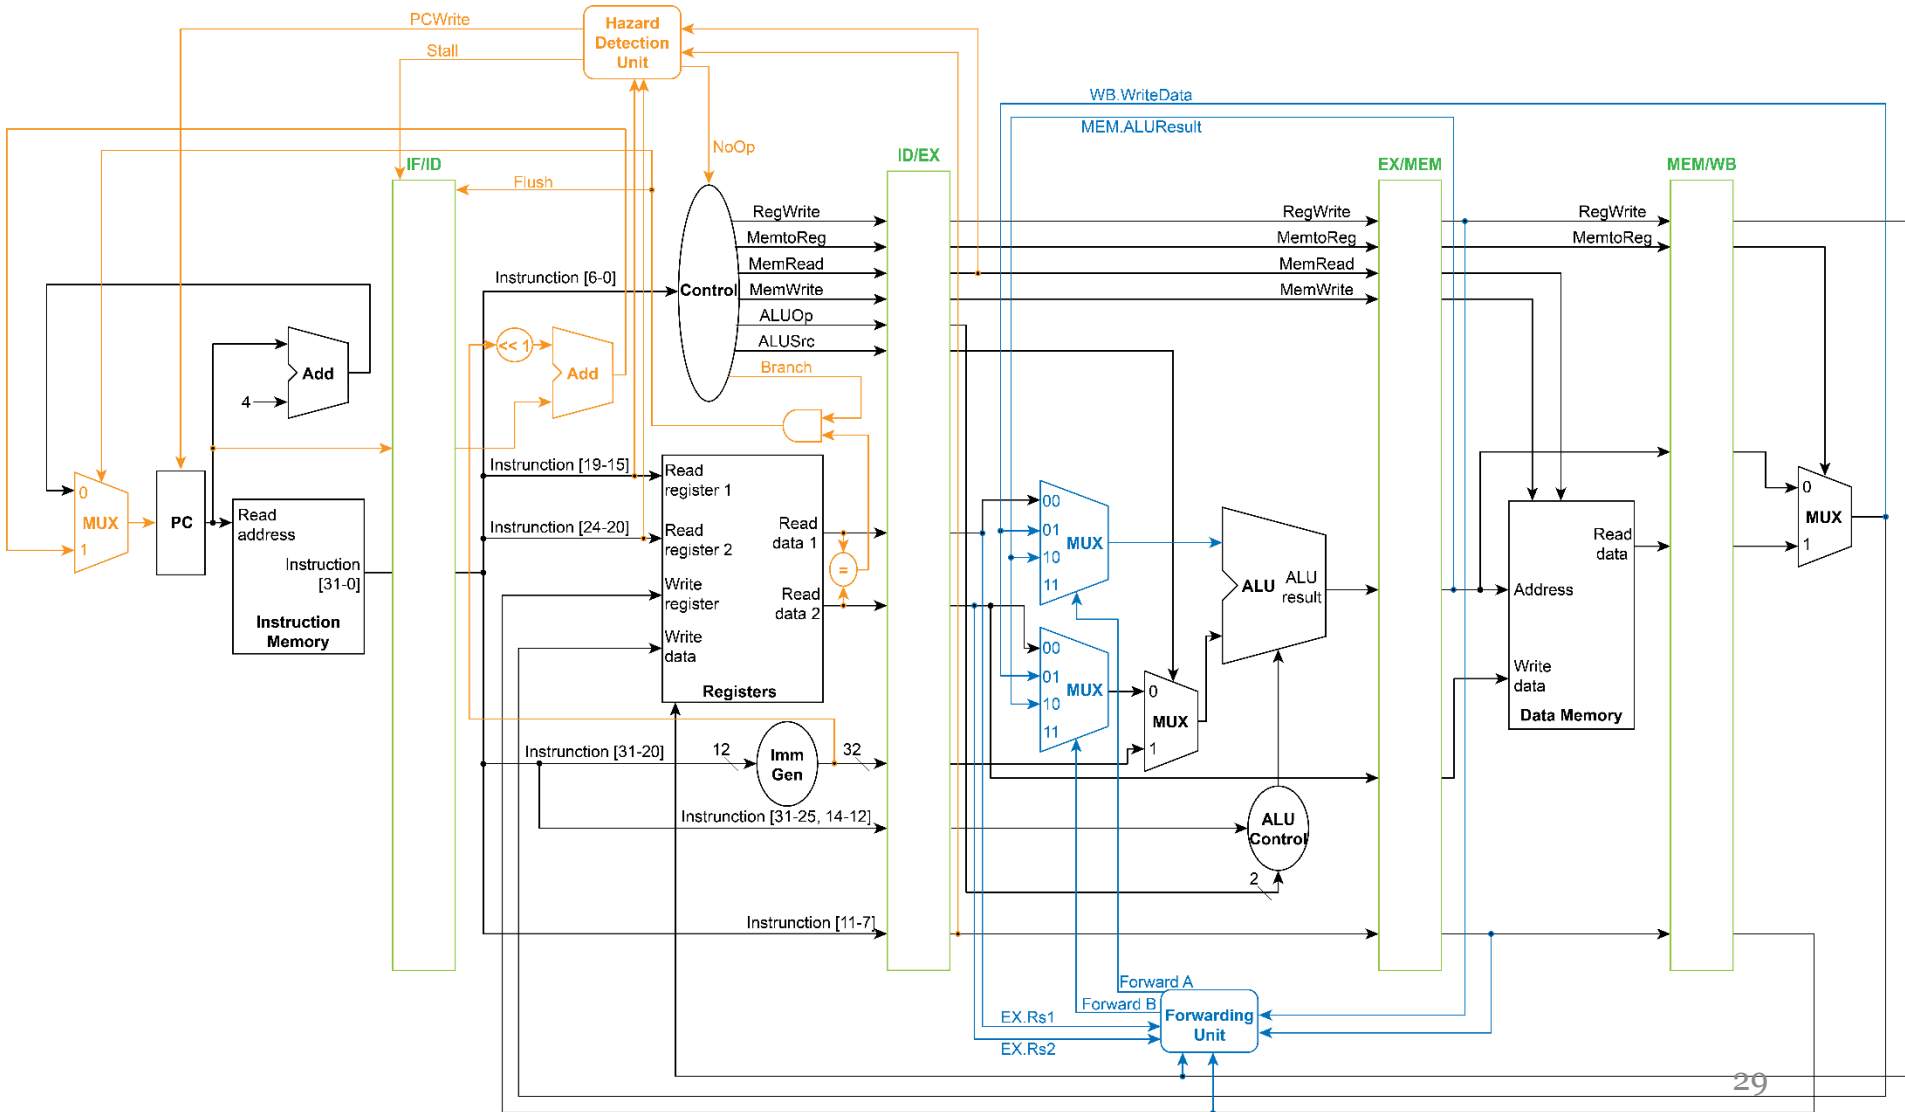 PCWrite
Stall
Hazard
Detection
Unit
WB.WriteData
MEM.ALUResult
NoOp
IF/ID
ID/EX
EX/MEM
MEM/WB
Flush
RegWrite
MemtoReg
MemRead
MemWrite
ALUOp
ALUSrc
Branch
Control
RegWrite
MemtoReg
MemRead
MemWrite
RegWrite
MemtoReg
Instrunction [6-0]
<< 1
Add
Add
4
0
MUX
1
PC
Read
address
Instruction
[31-0]
Instruction
Memory
Instrunction [19-15]
Instrunction [24-20]
Read
register 1
Read
register 2
Write
register
Write
data
Read
data 1
Read
data 2
Registers
=
00
01
10
11
MUX
00
01
10
11
MUX
0
MUX
1
ALU
ALU
result
Address
Read
data
Write
data
Data Memory
0
MUX
1
Instrunction [31-20]
12
Imm
Gen
32
Instrunction [31-25, 14-12]
ALU
Control
2
Instrunction [11-7]
Forward A
Forward B
EX.Rs1
EX.Rs2
Forwarding
Unit
29